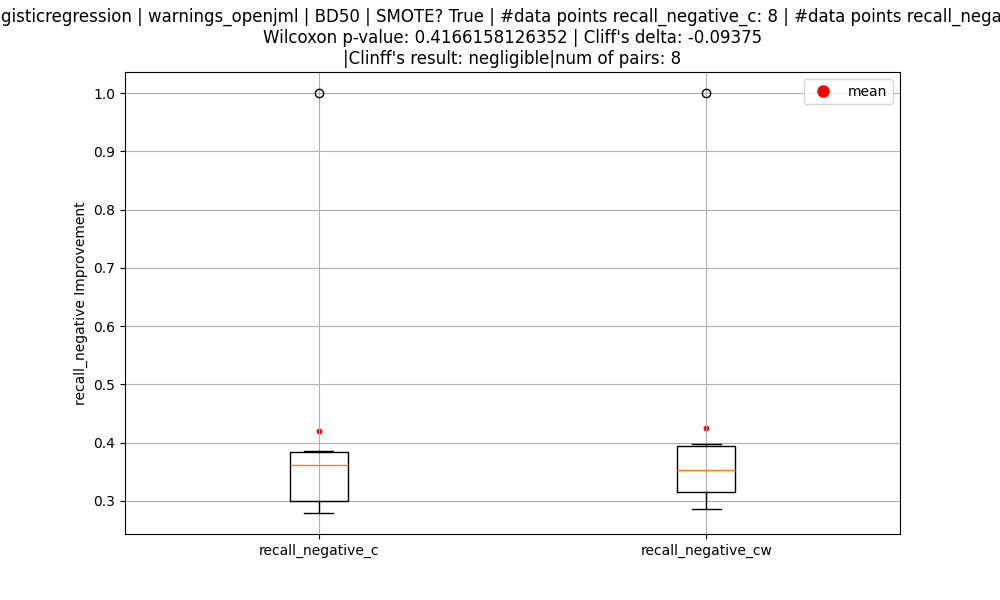 gisticregression | warnings_openjml | BD50 | SMOTE? True | #data points recall_negative_c: 8 | #data points recall_nega
Wilcoxon p-value: 0.4166158126352 | Cliff's delta: -0.09375
|Clinff's result: negligible|num of pairs: 8
mean
1.0
0.9
0.8
0.7
0.6
0.5
0.4
0.3
recall_negative Improvement
recall_negative_c
recall_negative_cw